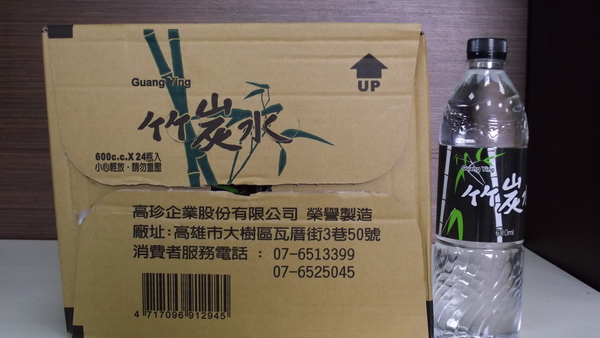 Guang Ying
UP
竹炭水
600c.c.X 24瓶入
小心輕放・請勿重壓
高珍企業股份有限公司 榮譽製造
廠址:高雄市大樹區瓦厝街3巷50號
消費者服務電話： 07-6513399
07-6525045
4 717096 912945
Guang Ying
竹炭水